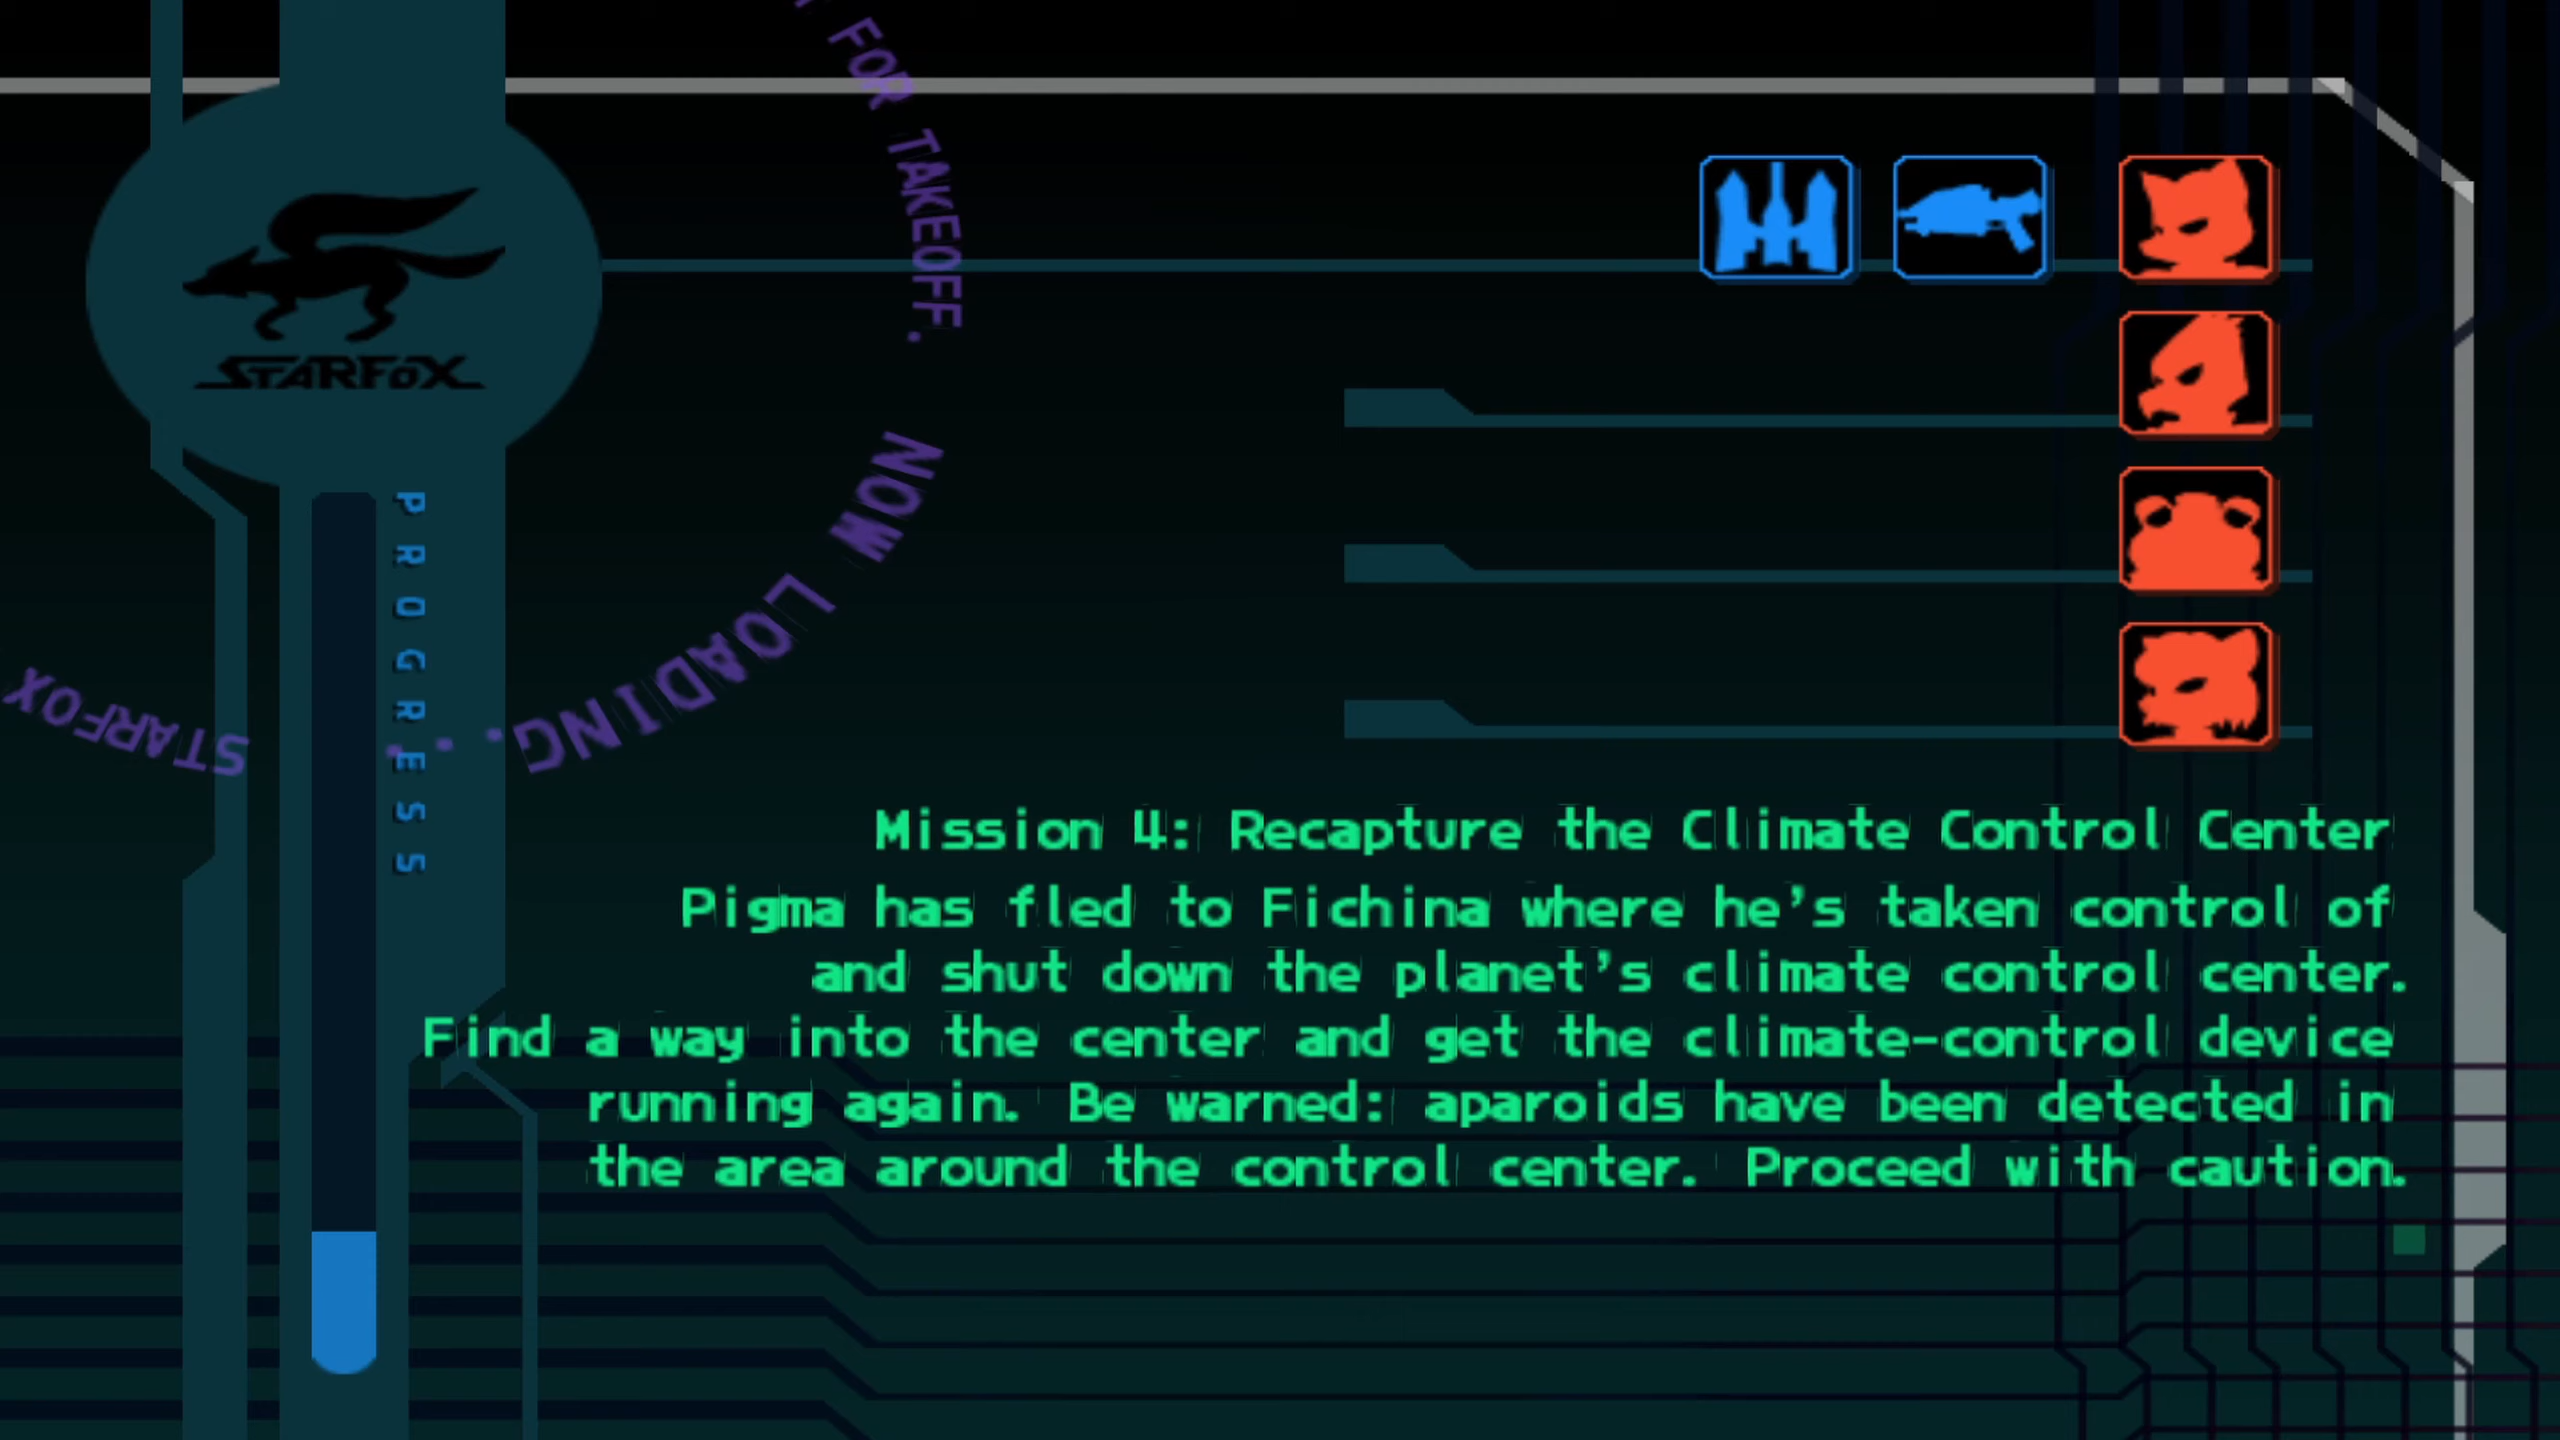 FOR TAKEOFF.
STARFOX
NOW LOADING...
STARFOX
PROGRESS
Mission 4: Recapture the Climate Control Center
Pigma has fled to Fichina where he's taken control of
and shut down the planet's climate control center.
Find a way into the center and get the climate-control device
running again. Be warned: aparoids have been detected in
the area around the control center. Proceed with caution.